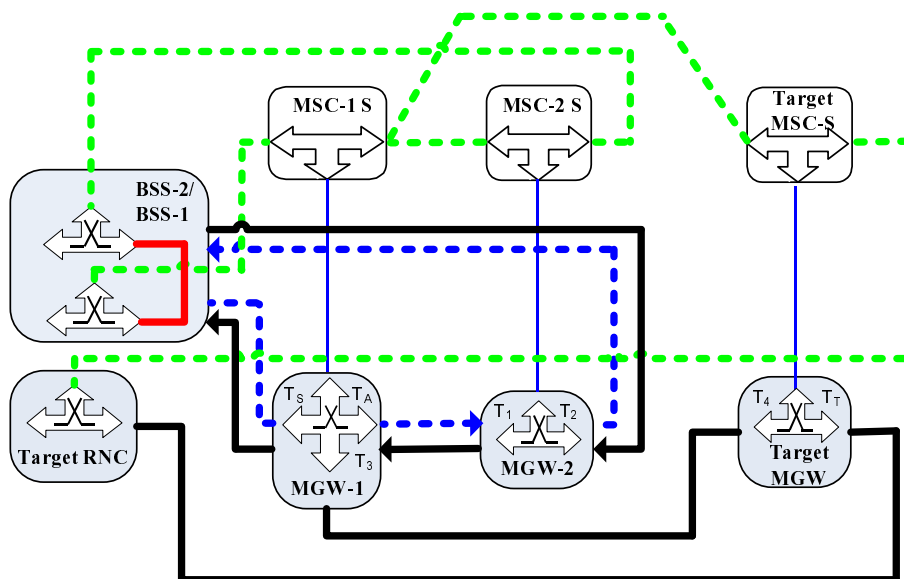 MSC-1 S
MSC-2 S
Target
MSC-S
BSS-2/
BSS-1
TS
TA
T3
MGW-1
T1
T2
MGW-2
T4
TT
Target
MGW
Target RNC